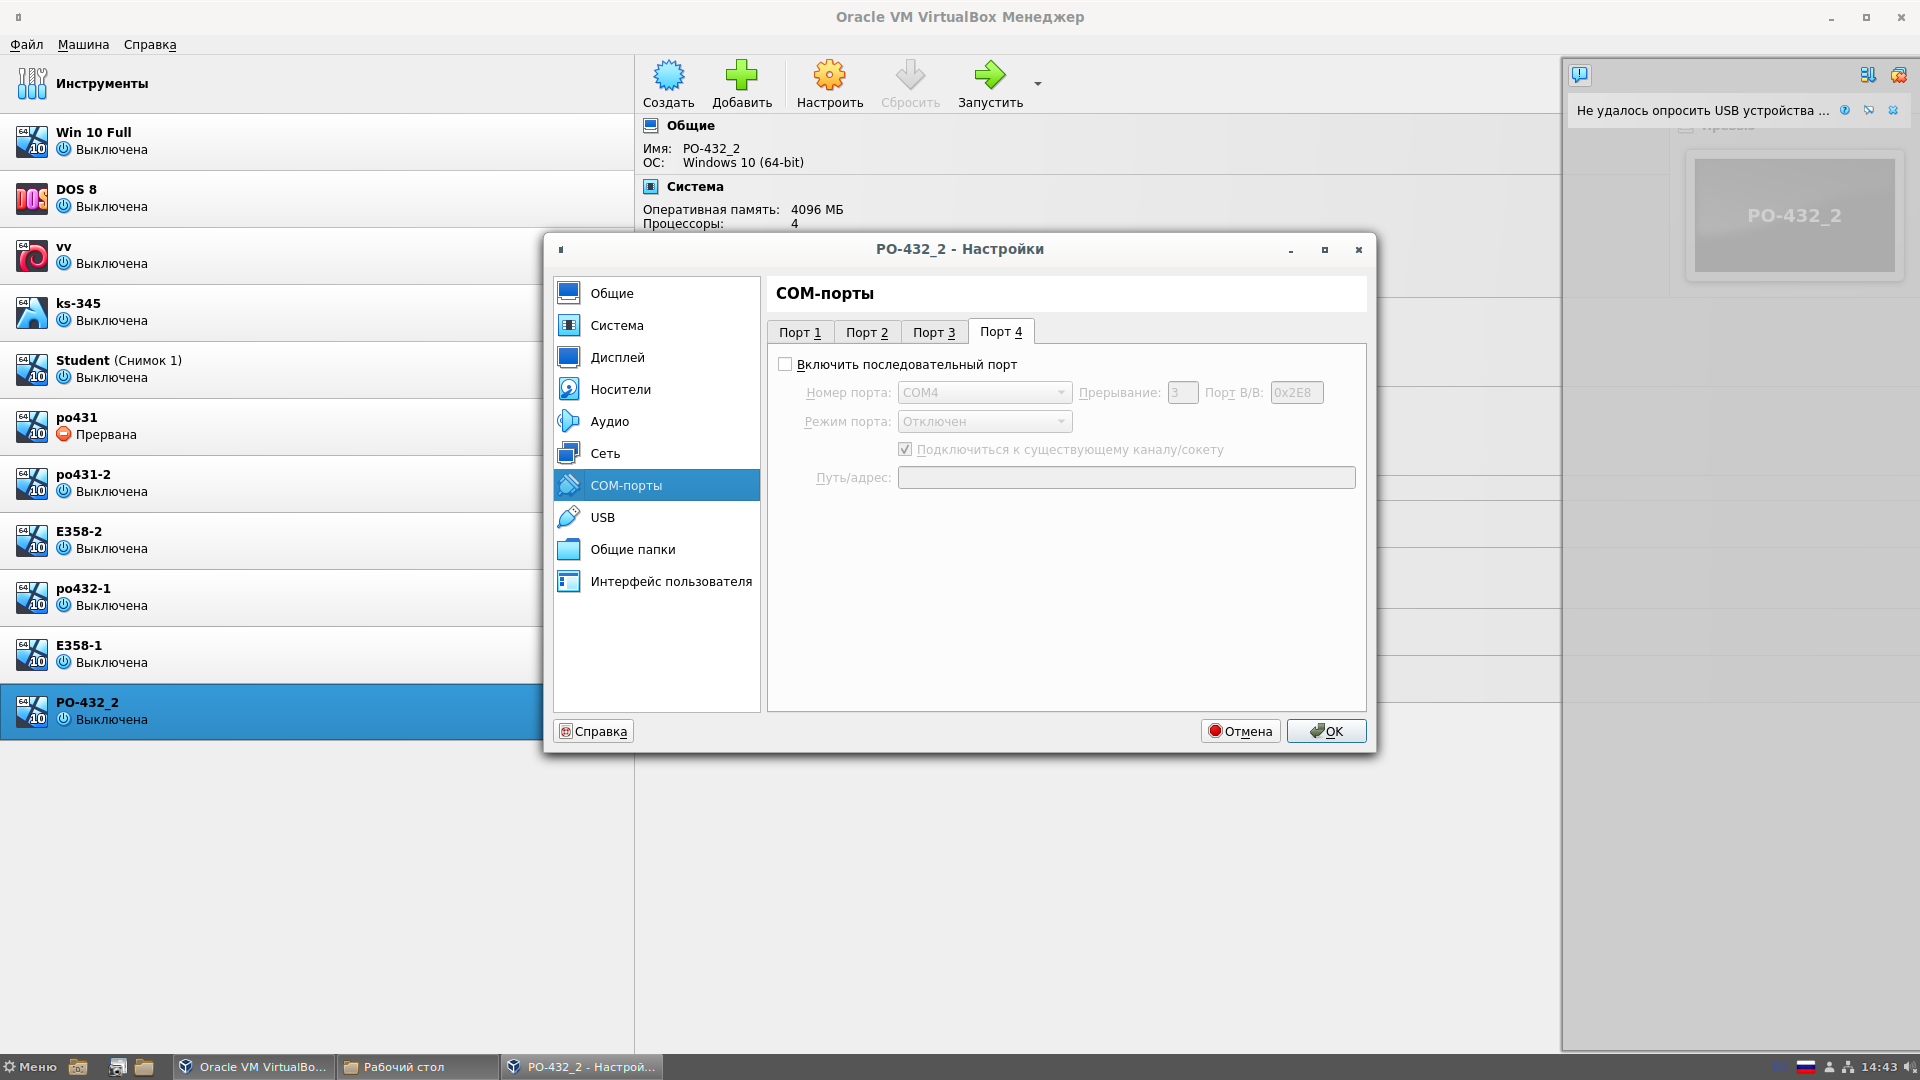 Oracle VM VirtualBox Менеджер
Файл Машина Справка
Инструменты
Создать Добавить Настроить Сбросить Запустить
Win 10 Full
Выключена
DOS 8
Выключена
vv
Выключена
ks-345
Выключена
Student (Снимок 1)
Выключена
po431
Прервана
po431-2
Выключена
E358-2
Выключена
po432-1
Выключена
E358-1
Выключена
PO-432_2
Выключена
Общие
Имя: PO-432_2
ОС: Windows 10 (64-bit)
Система
Оперативная память: 4096 МБ
Процессоры: 4
Не удалось опросить USB устройства ...
PO-432_2
PO-432_2 - Настройки
Общие
Система
Дисплей
Носители
Аудио
Сеть
COM-порты
USB
Общие папки
Интерфейс пользователя
COM-порты
Порт 1 Порт 2 Порт 3 Порт 4
Включить последовательный порт
Номер порта: COM4 Прерывание: 3 Порт В/В: 0x2E8
Режим порта: Отключен
Подключиться к существующему каналу/сокету
Путь/адрес:
Справка Отмена OK
Меню Oracle VM VirtualBo... Рабочий стол PO-432_2 - Настрой... 14:43